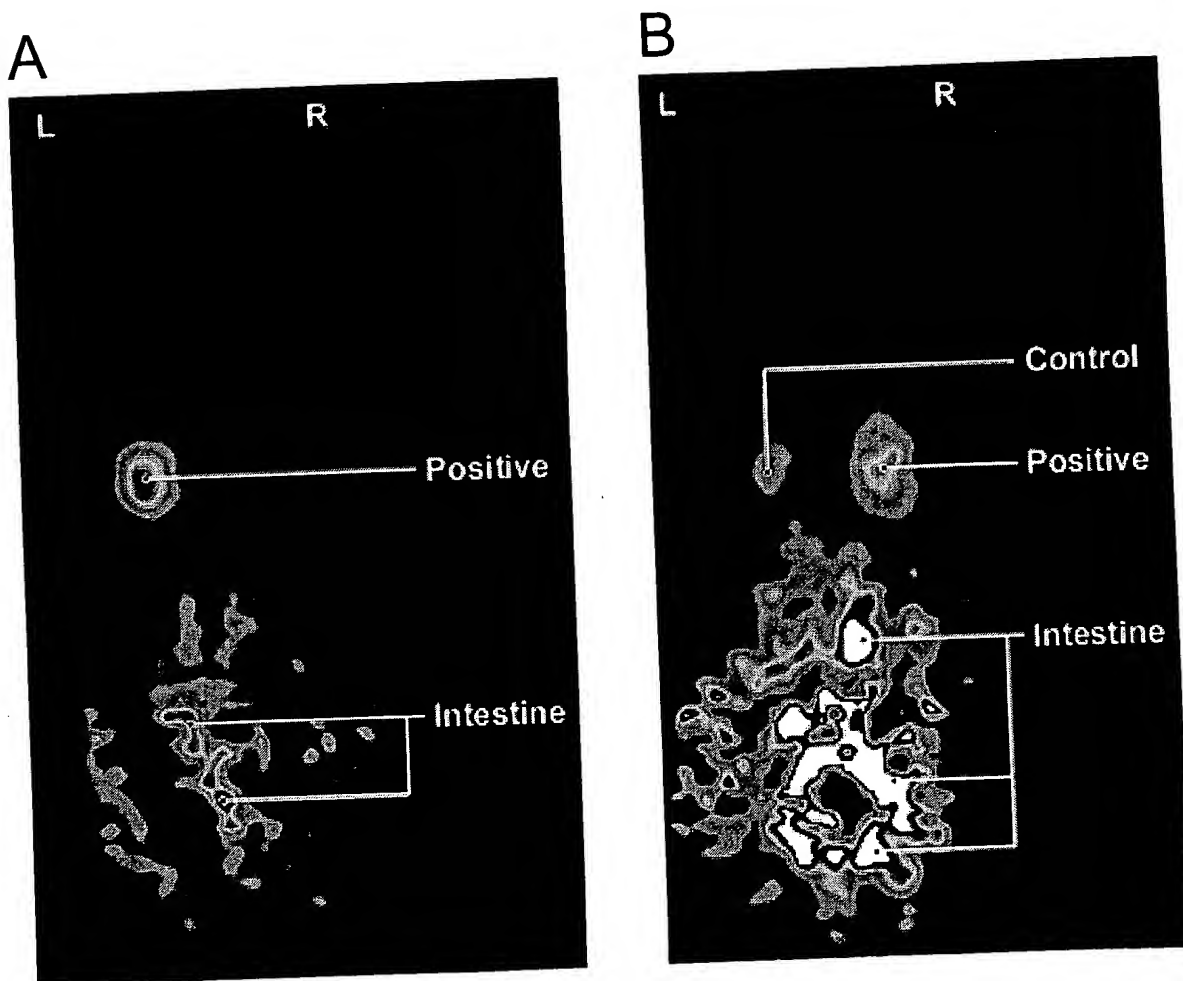 A
L R
Positive
Intestine
B
L R
Control
Positive
Intestine